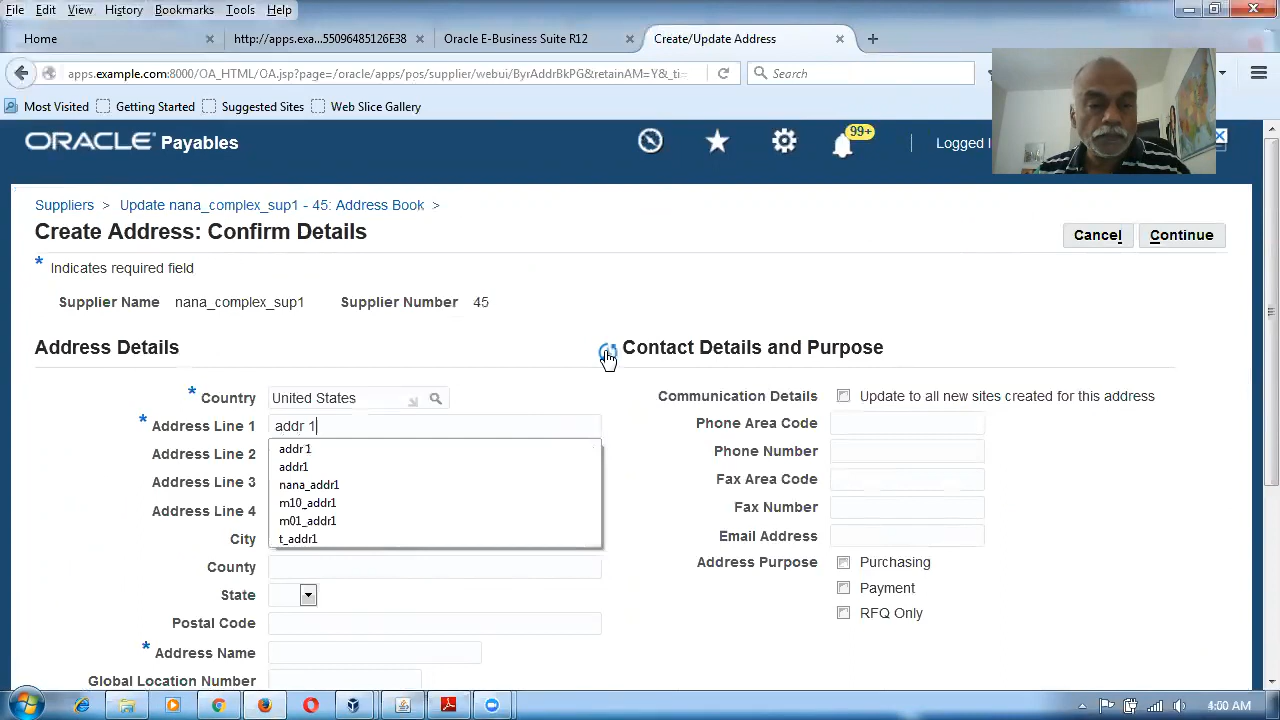 File Edit View History Bookmarks Tools Help
Home http://apps.exa...55096485126E38 Oracle E-Business Suite R12 Create/Update Address
apps.example.com:8000/OA_HTML/OA.jsp?page=/oracle/apps/pos/supplier/webui/ByrAddrBsPG&retainAM=Y&_ti= Search
Most Visited Getting Started Suggested Sites Web Slice Gallery
ORACLE Payables 99+ Logged I
Suppliers > Update nana_complex_sup1 - 45: Address Book >
Create Address: Confirm Details Cancel Continue
* Indicates required field
Supplier Name nana_complex_sup1 Supplier Number 45
Address Details
* Country United States
* Address Line 1 addr 1
Address Line 2
Address Line 3
Address Line 4
City
addr1
addr1
nana_addr1
m10_addr1
m01_addr1
t_addr1
County
State
Postal Code
* Address Name
Global Location Number
Contact Details and Purpose
Communication Details Update to all new sites created for this address
Phone Area Code
Phone Number
Fax Area Code
Fax Number
Email Address
Address Purpose Purchasing
Payment
RFQ Only
4:00 AM